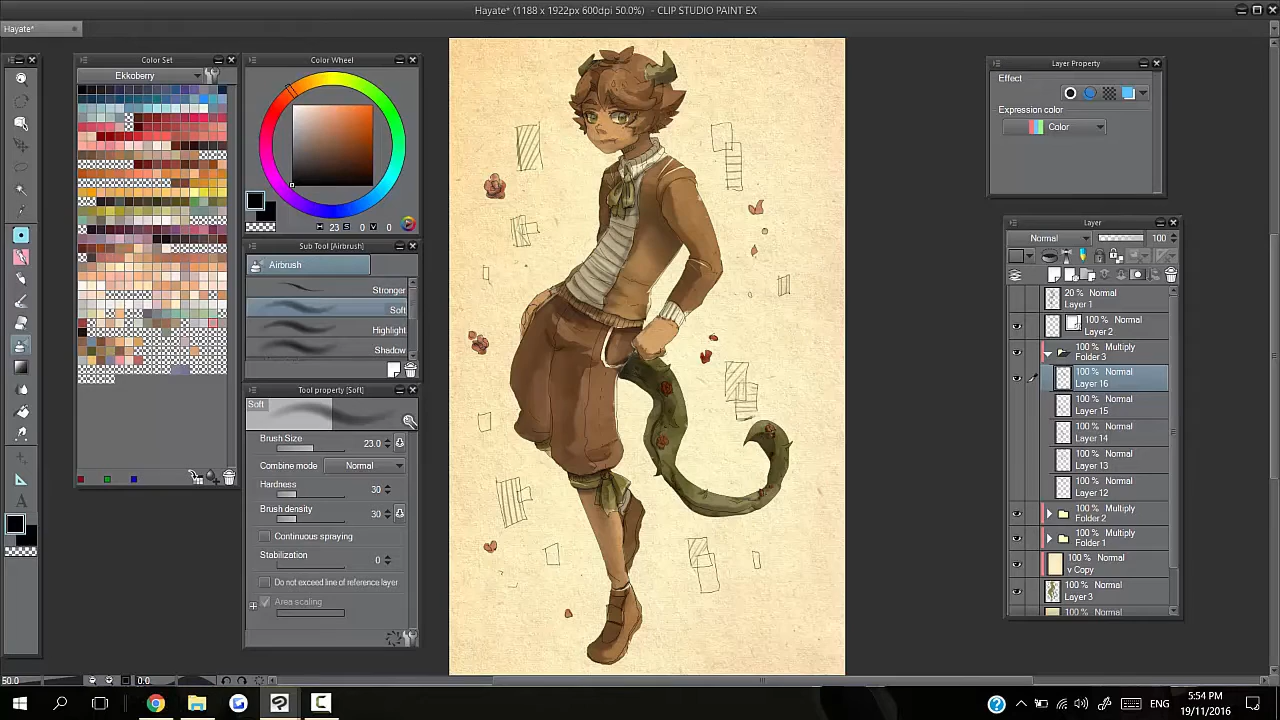 Hayate* (1188 x 1922px 600dpi 50.0%) - CLIP STUDIO PAINT EX
Hayate*
Color Set
Ekkoberry
Color Wheel
H 23 S 0 V 0
Sub Tool [Airbrush]
Airbrush
Stronger
Soft
Highlight
Shadow
Tool property [Soft]
Soft
Brush Size 23.0
Combine mode Normal
Hardness
30
Brush density
30
Continuous spraying
Stabilization
0
Do not exceed line of reference layer
Area scaling
Layer Property
Effect
Expression color
Color
Layer
Normal 100
20 % Normal
Layer 1
100 % Normal
Layer 2
100 % Multiply
Folder 3
100 % Normal
Layer 16
100 % Normal
Layer 15
100 % Normal
Layer 14
100 % Normal
Layer 13
100 % Normal
Layer 12
100 % Multiply
Folder 2
100 % Multiply
Folder 1
100 % Normal
v Copy
100 % Normal
Layer 3
100 % Normal
50.0
0.0
ENG
5:54 PM
19/11/2016